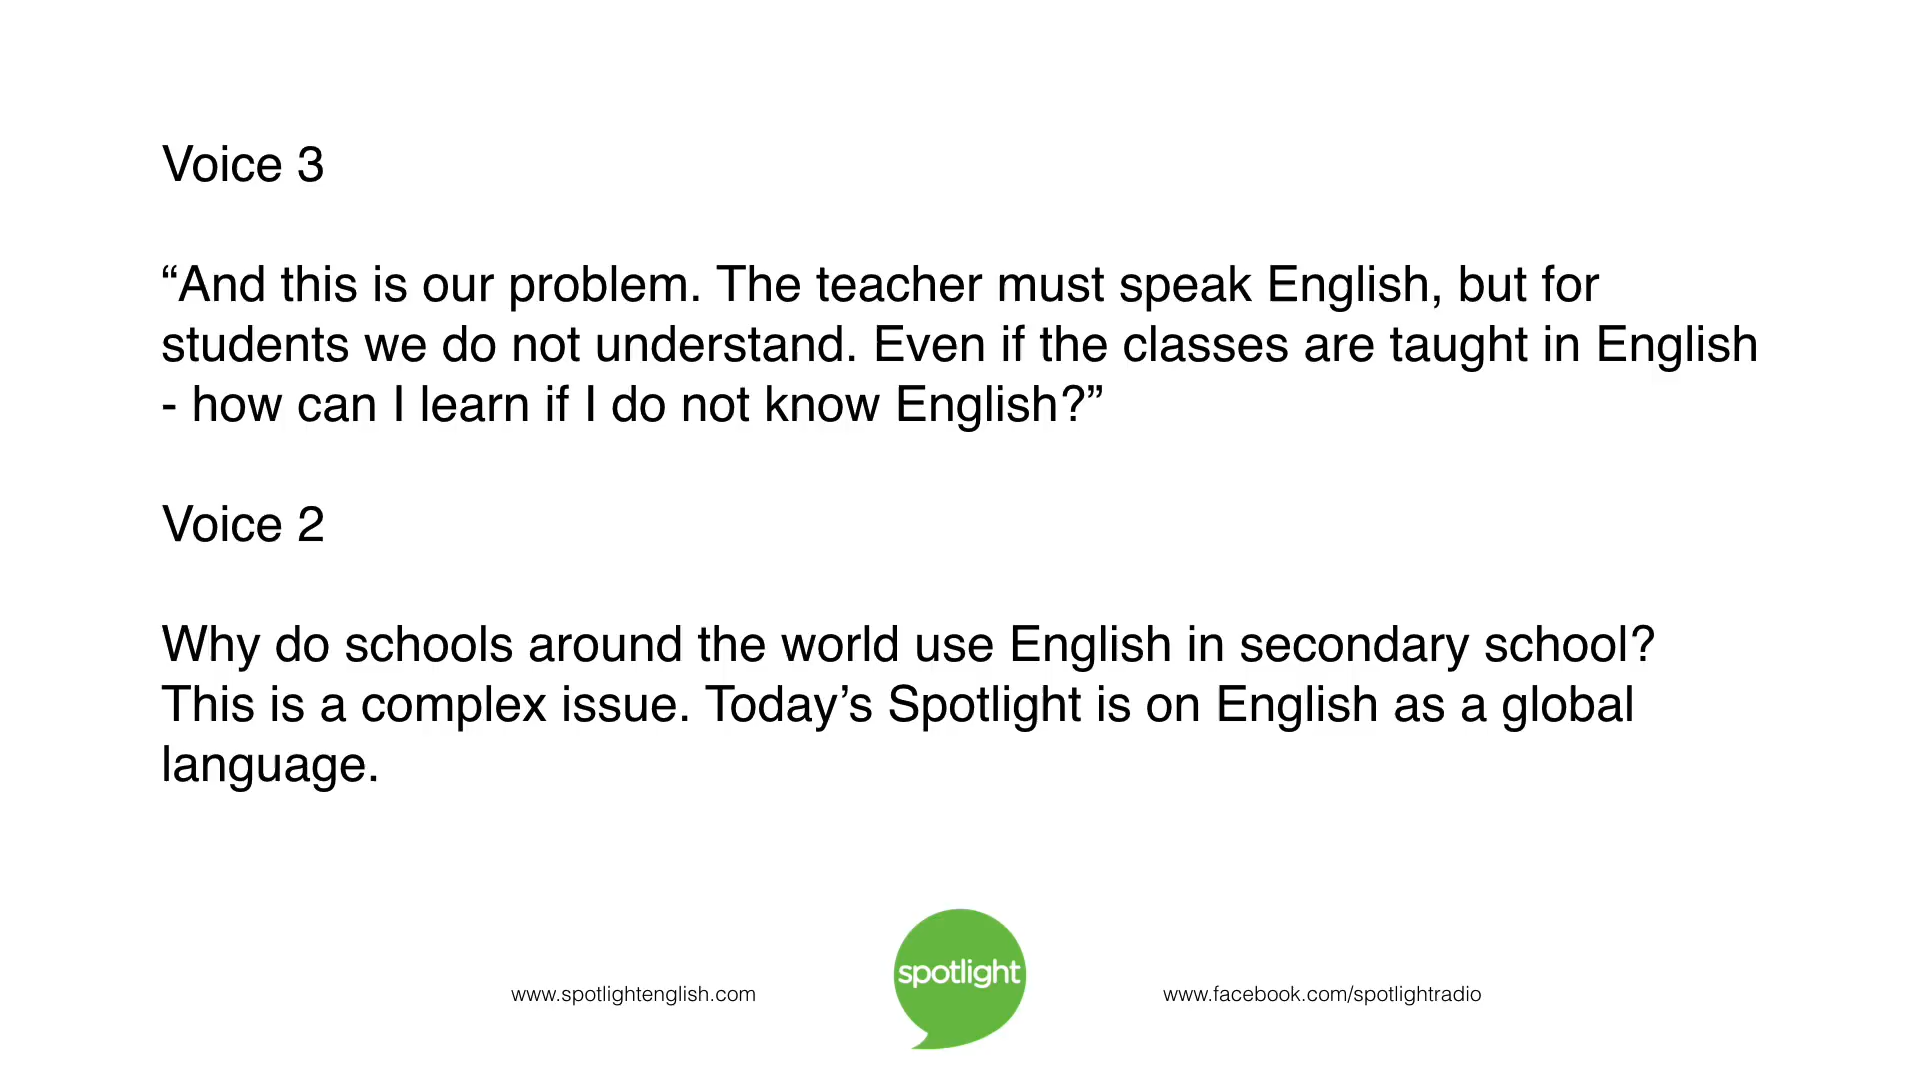 Voice 3
“And this is our problem. The teacher must speak English, but for
students we do not understand. Even if the classes are taught in English
- how can I learn if I do not know English?”
Voice 2
Why do schools around the world use English in secondary school?
This is a complex issue. Today’s Spotlight is on English as a global
language.
www.spotlightenglish.com
spotlight
www.facebook.com/spotlightradio